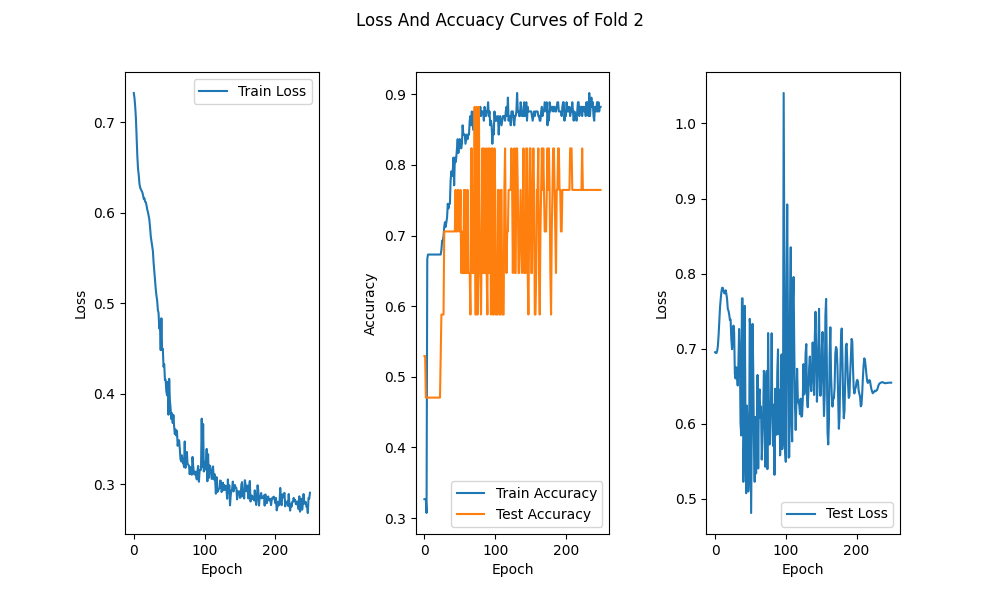 Loss And Accuacy Curves of Fold 2
Train Loss
0.7
0.6
0.5
0.4
0.3
Loss
0
100
200
Epoch
0.9
0.8
0.7
0.6
0.5
0.4
0.3
Accuracy
Train Accuracy
Test Accuracy
0
100
200
Epoch
1.0
0.9
0.8
0.7
0.6
0.5
Loss
Test Loss
0
100
200
Epoch